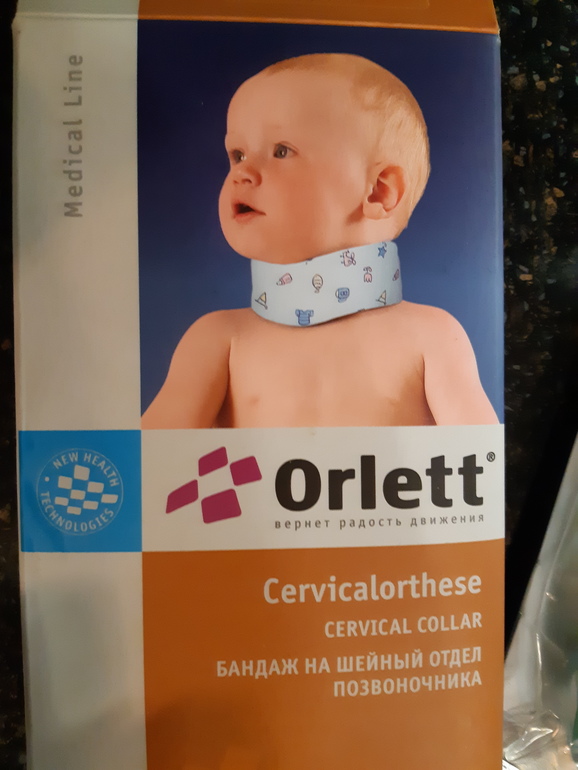 Medical Line
NEW HEALTH
TECHNOLOGIES
Orlett®
вернет радость движения
Cervicalorthese
CERVICAL COLLAR
БАНДАЖ НА ШЕЙНЫЙ ОТДЕЛ
ПОЗВОНОЧНИКА